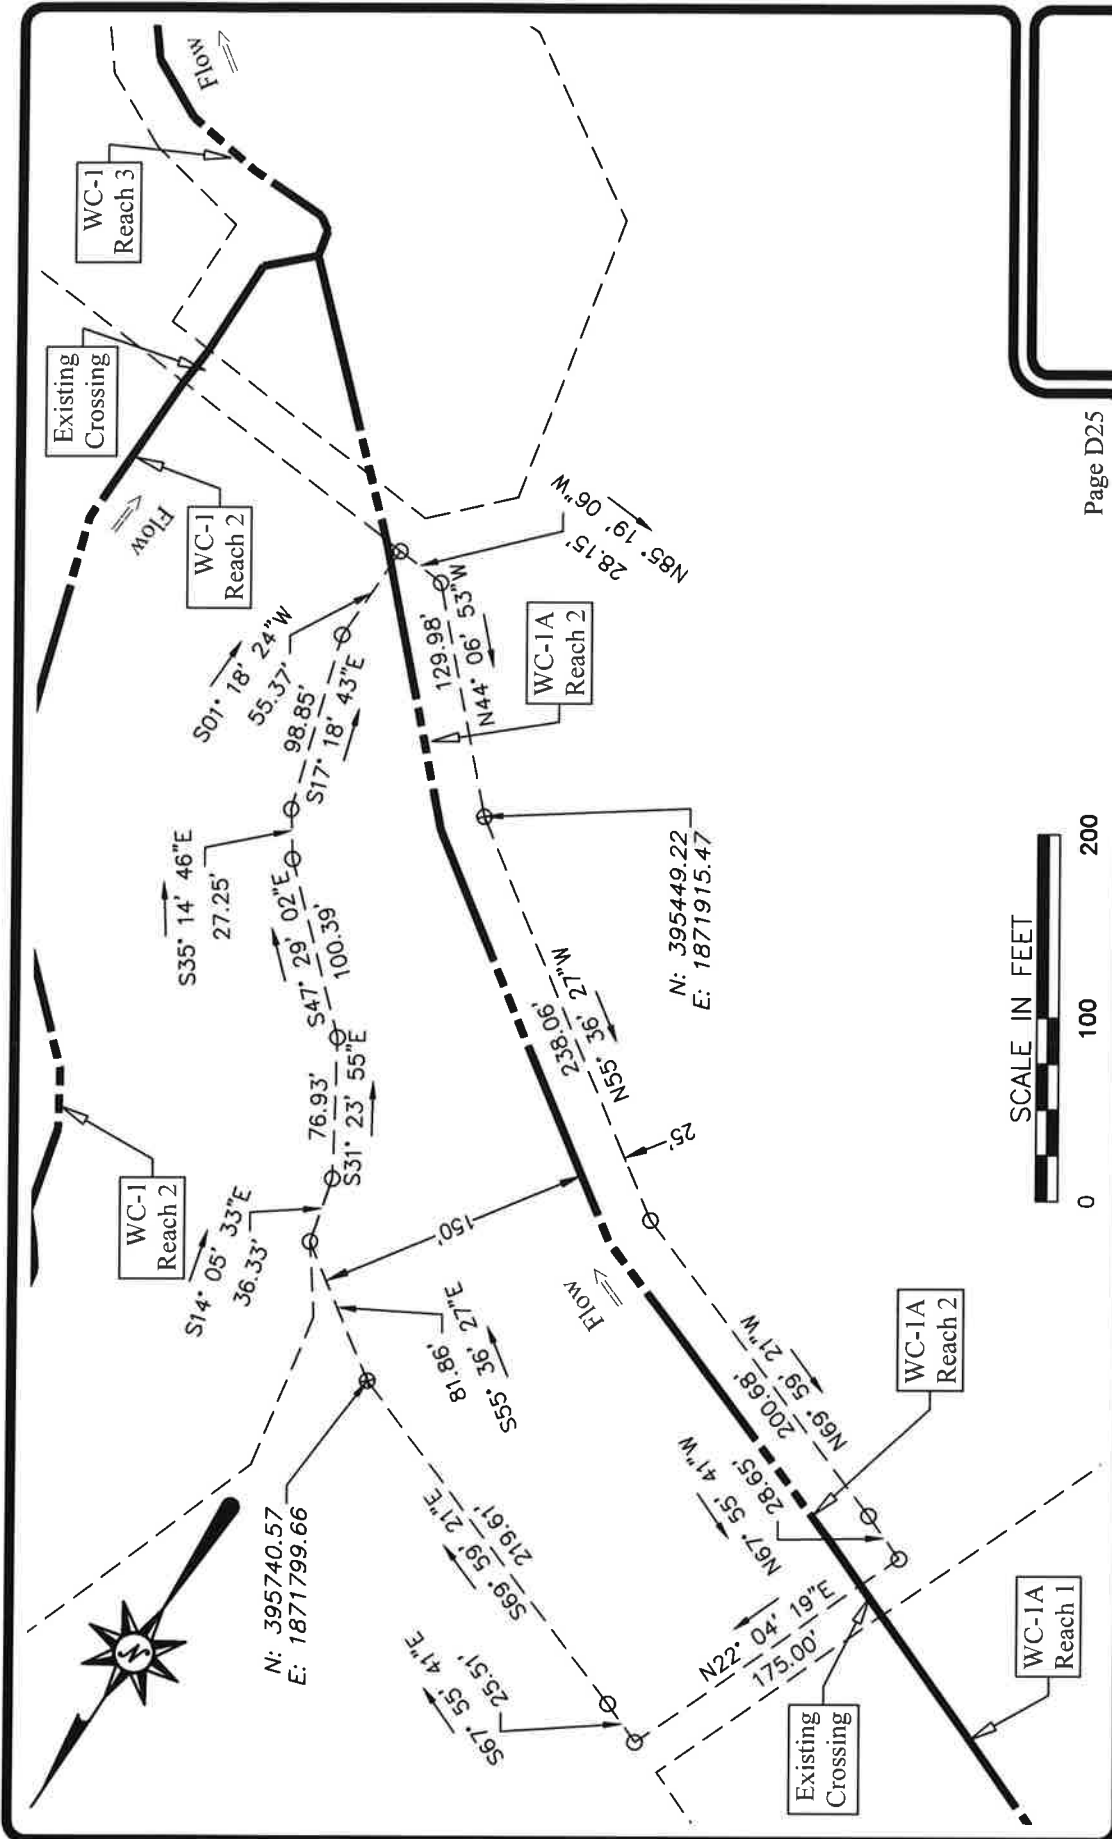 Flow
WC-1
Reach 3
Existing
Crossing
Flow
WC-1
Reach 2
S01° 18' 24"W
55.37'
98.85'
S17° 18' 43"E
28.15'
N85° 19' 06"W
129.98'
N44° 06' 53"W
WC-1A
Reach 2
S35° 14' 46"E
27.25'
S47° 29' 02"E
100.39'
N: 395449.22
E: 1871915.47
76.93'
S31° 23' 55"E
238.06'
N55° 36' 27"W
25'
WC-1
Reach 2
S14° 05' 33"E
36.33'
150'
Flow
81.86'
S55° 36' 27"E
N: 395740.57
E: 1871799.66
N
S69° 59' 21"E
219.61'
200.68'
N69° 59' 21"W
WC-1A
Reach 2
N67° 55' 41"W
28.65'
S67° 55' 41"E
25.51'
N22° 04' 19"E
175.00'
Existing
Crossing
WC-1A
Reach 1
SCALE IN FEET
0 100 200
Page D25